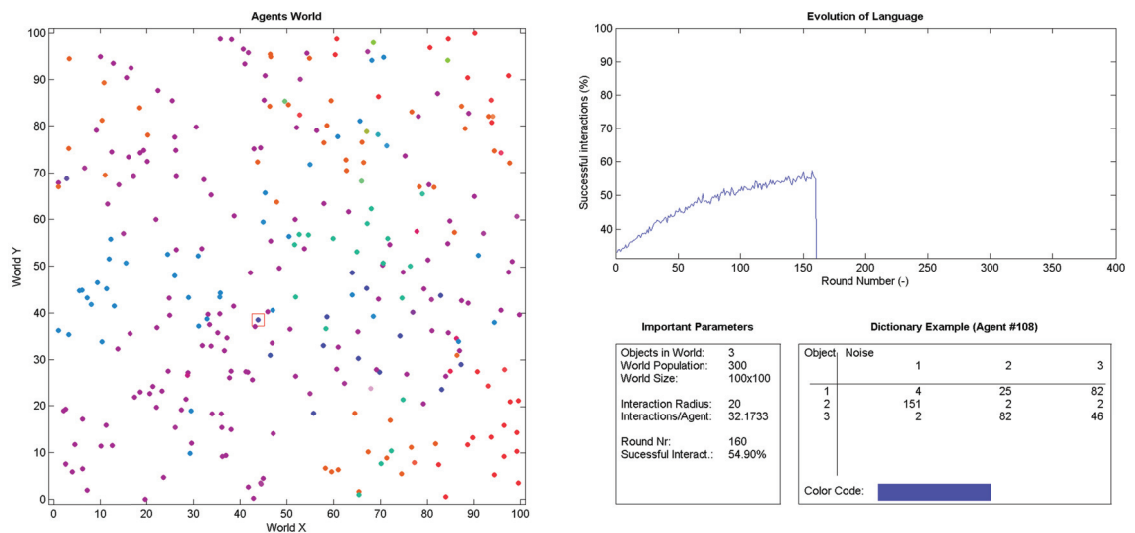 Agents World
100
90
80
70
60
50
40
30
20
10
0
World Y
0 10 20 30 40 50 60 70 80 90 100
World X
Evolution of Language
100
90
80
70
60
50
40
Successful interactions (%)
0 50 100 150 200 250 300 350 400
Round Number (-)
Important Parameters
Objects in World: 3
World Population: 300
World Size: 100x100
Interaction Radius: 20
Interactions/Agent: 32.1733
Round Nr: 160
Sucessful Interact.: 54.90%
Dictionary Example (Agent #108)
Object Noise
1 2 3
1 4 25 82
2 151 2 2
3 2 82 46
Color Code: